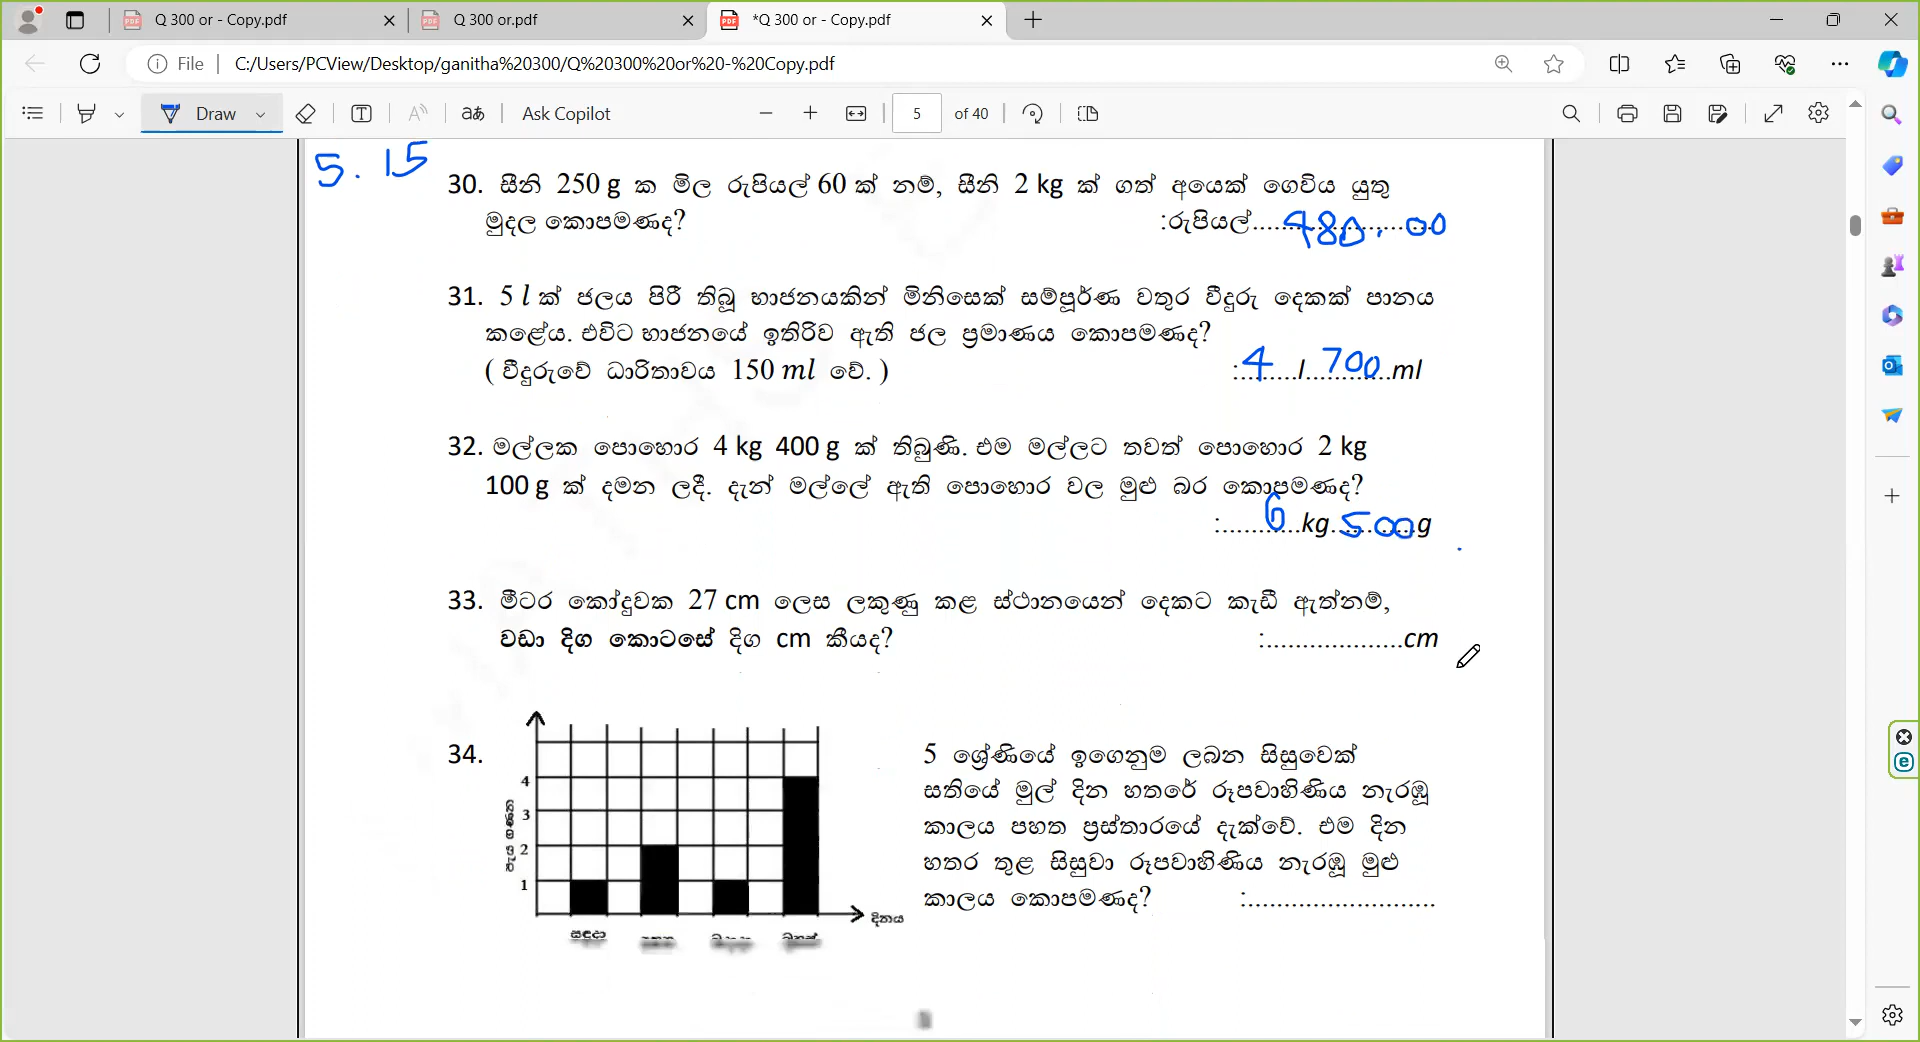 Q 300 or - Copy.pdf
Q 300 or.pdf
*Q 300 or - Copy.pdf
File
C:/Users/PCView/Desktop/ganitha%20300/Q%20300%20or%20-%20Copy.pdf
Draw
aあ
Ask Copilot
5 of 40
5. 15
30. සීනි 250 g ක මිල රුපියල් 60 ක් නම්, සීනි 2 kg ක් ගත් අයෙක් ගෙවිය යුතු
මුදල කොපමණද? :රුපියල්......480.00
31. 5 l ක් ජලය පිරී තිබූ භාජනයකින් මිනිසෙක් සම්පූර්ණ වතුර වීදුරු දෙකක් පානය
කළේය. එවිට භාජනයේ ඉතිරිව ඇති ජල ප්‍රමාණය කොපමණද?
( වීදුරුවේ ධාරිතාවය 150 ml වේ. ) :4 l 700 ml
32. මල්ලක පොහොර 4 kg 400 g ක් තිබුණි. එම මල්ලට තවත් පොහොර 2 kg
100 g ක් දමන ලදී. දැන් මල්ලේ ඇති පොහොර වල මුළු බර කොපමණද?
:...........6 kg 500 g
33. මීටර කෝදුවක 27 cm ලෙස ලකුණු කළ ස්ථානයෙන් දෙකට කැඩී ඇත්නම්,
වඩා දිග කොටසේ දිග cm කීයද? :...................cm
34.
5 ශ්‍රේණියේ ඉගෙනුම ලබන සිසුවෙක්
සතියේ මුල් දින හතරේ රූපවාහිණිය නැරඹූ
කාලය පහත ප්‍රස්තාරයේ දැක්වේ. එම දින
හතර තුළ සිසුවා රූපවාහිණිය නැරඹූ මුළු
කාලය කොපමණද? :..........................
පැය ගණන
4
3
2
1
දිනය
සඳුදා